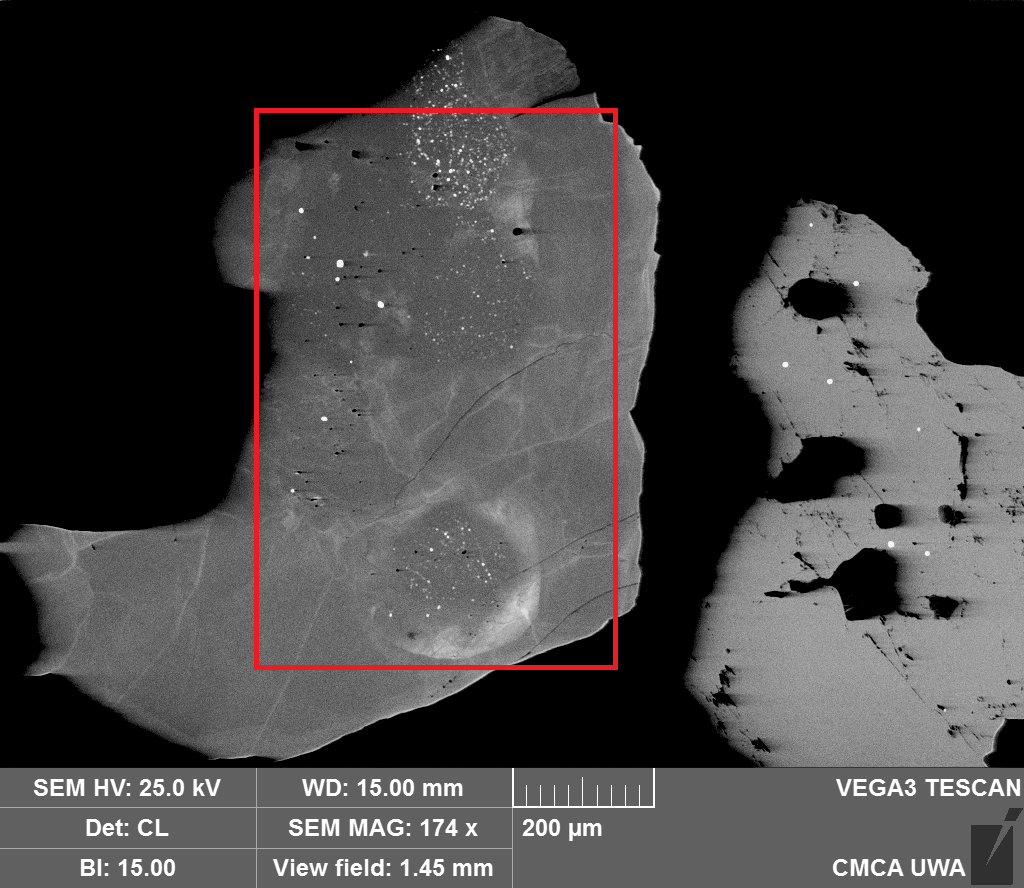 SEM HV: 25.0 kV
WD: 15.00 mm
VEGA3 TESCAN
Det: CL
SEM MAG: 174 x
200 µm
BI: 15.00
View field: 1.45 mm
CMCA UWA